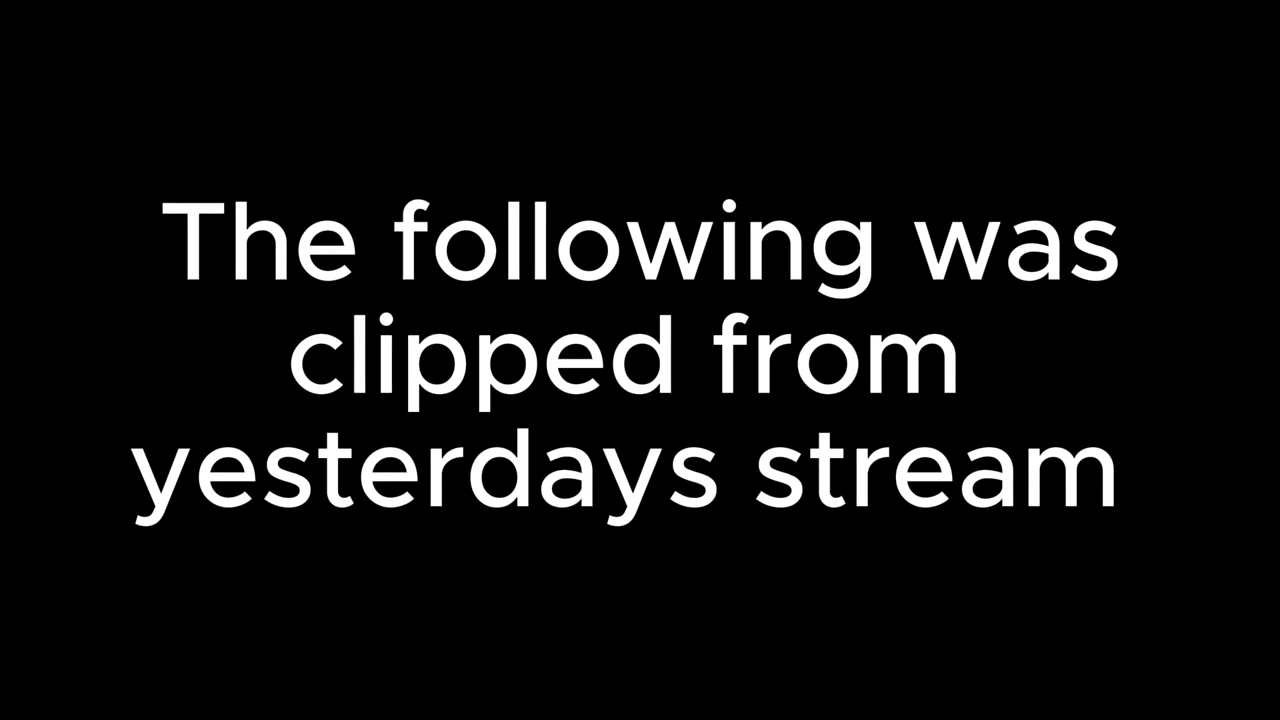 The following was
clipped from
yesterdays stream